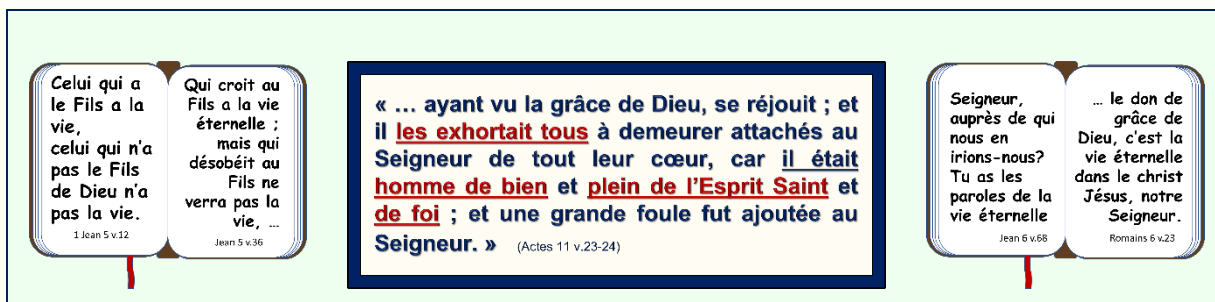 Celui qui a
le Fils a la
vie,
celui qui n’a
pas le Fils
de Dieu n’a
pas la vie.
1 Jean 5 v.12
Qui croit au
Fils a la vie
éternelle ;
mais qui
désobéit au
Fils ne
verra pas la
vie, …
Jean 5 v.36
« … ayant vu la grâce de Dieu, se réjouit ; et
il les exhortait tous à demeurer attachés au
Seigneur de tout leur cœur, car il était
homme de bien et plein de l’Esprit Saint et
de foi ; et une grande foule fut ajoutée au
Seigneur. » (Actes 11 v.23-24)
Seigneur,
auprès de qui
nous en
irions-nous?
Tu as les
paroles de la
vie éternelle
Jean 6 v.68
… le don de
grâce de
Dieu, c’est la
vie éternelle
dans le christ
Jésus, notre
Seigneur.
Romains 6 v.23